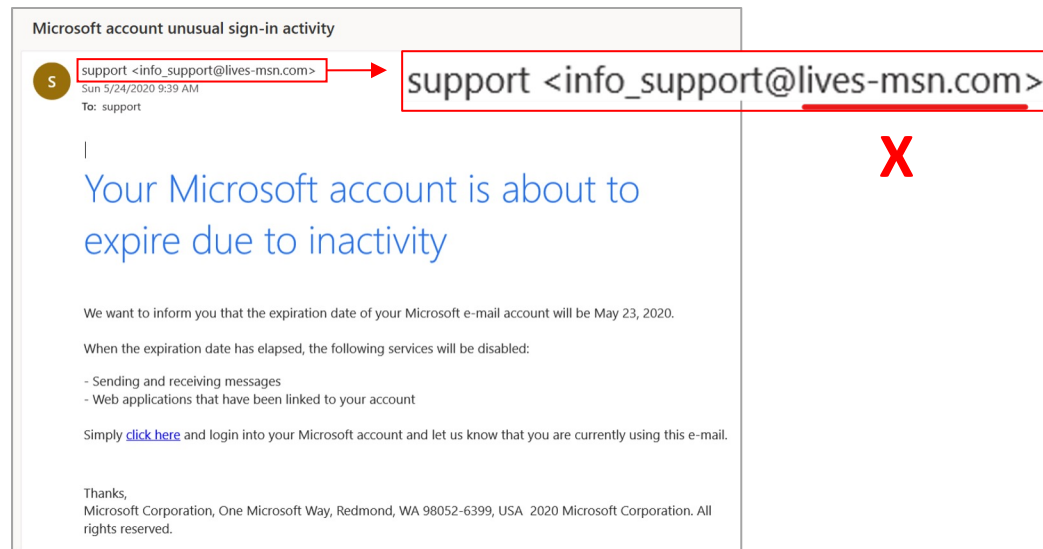 Microsoft account unusual sign-in activity
S
support <info_support@lives-msn.com>
Sun 5/24/2020 9:39 AM
To: support
support <info_support@lives-msn.com>
X
Your Microsoft account is about to
expire due to inactivity
We want to inform you that the expiration date of your Microsoft e-mail account will be May 23, 2020.
When the expiration date has elapsed, the following services will be disabled:
- Sending and receiving messages
- Web applications that have been linked to your account
Simply click here and login into your Microsoft account and let us know that you are currently using this e-mail.
Thanks,
Microsoft Corporation, One Microsoft Way, Redmond, WA 98052-6399, USA 2020 Microsoft Corporation. All
rights reserved.